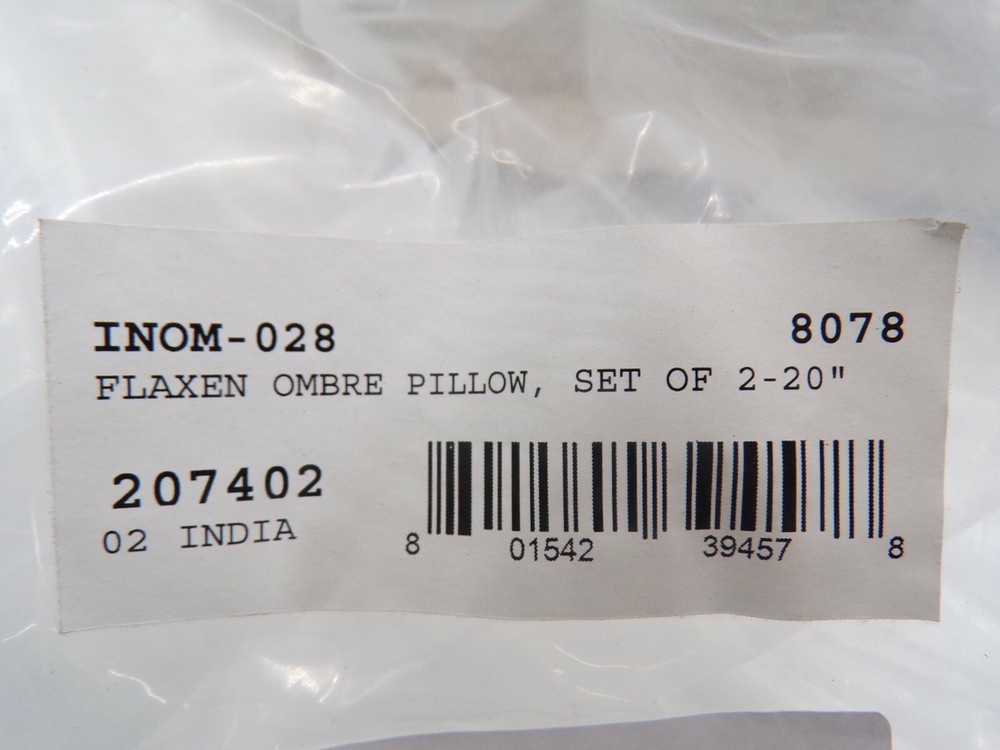 INOM-028 8078
FLAXEN OMBRE PILLOW, SET OF 2-20"
207402
02 INDIA
8 01542 39457 8